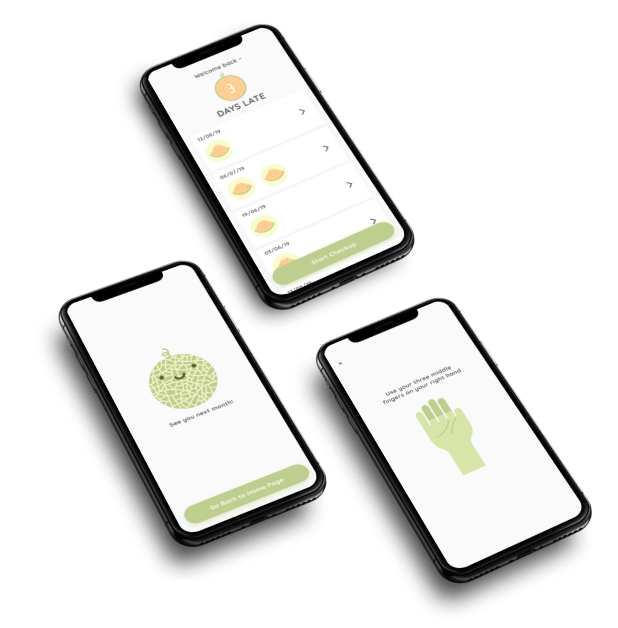 Welcome back ~
3
DAYS LATE
12/08/19
06/07/19
19/06/19
03/06/19
Start Checkup
See you next month!
Go Back to Home Page
×
Use your three middle
fingers on your right hand